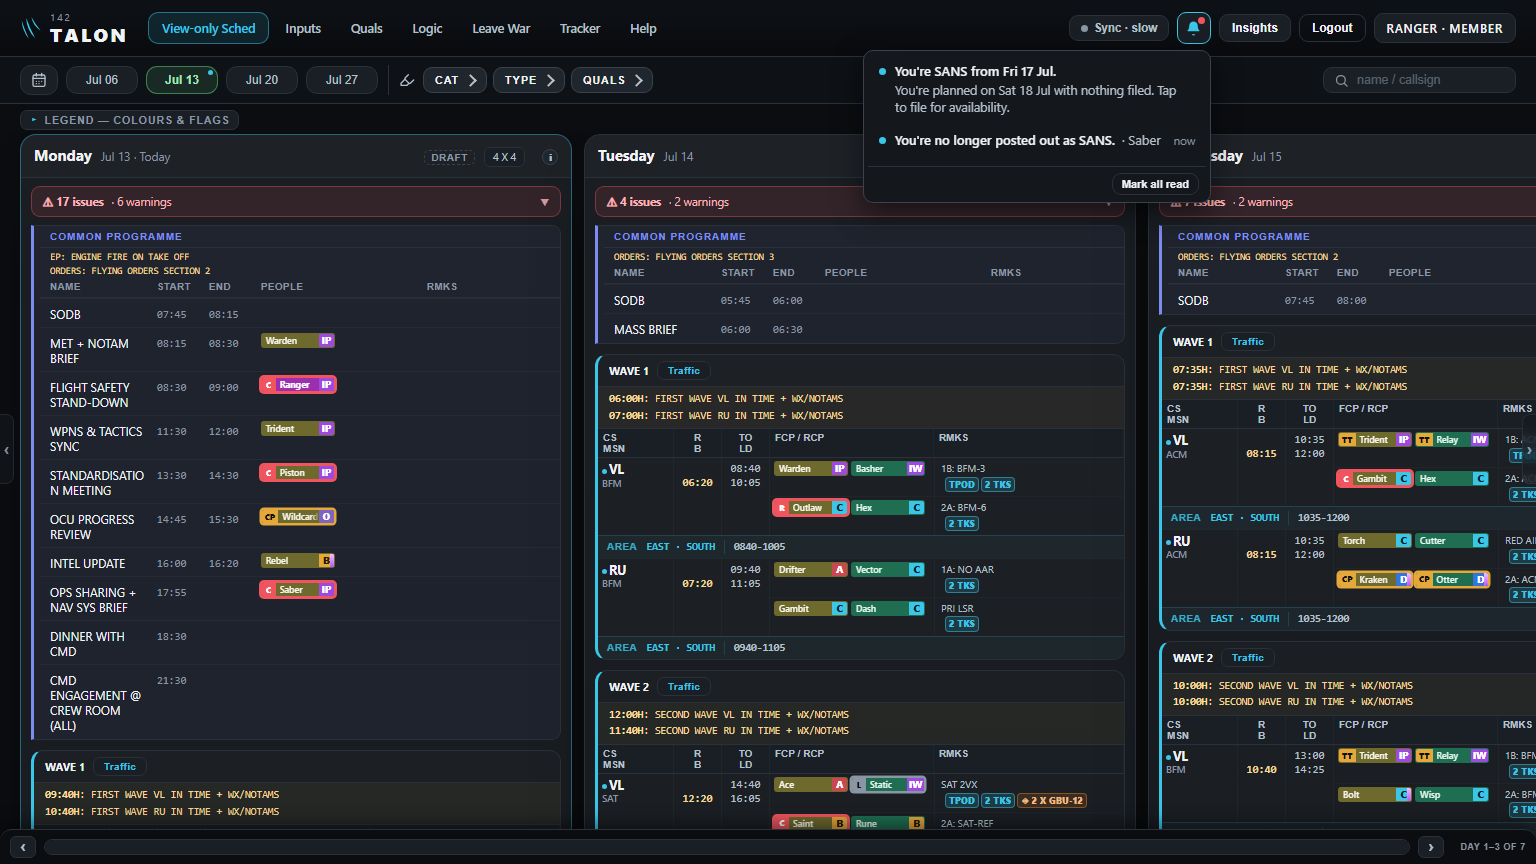 142
TALON
View-only Sched
Inputs
Quals
Logic
Leave War
Tracker
Help
Sync · slow
Insights
Logout
RANGER · MEMBER
Jul 06
Jul 13
Jul 20
Jul 27
CAT
TYPE
QUALS
name / callsign
You're SANS from Fri 17 Jul.
You're planned on Sat 18 Jul with nothing filed. Tap
to file for availability.
You're no longer posted out as SANS. · Saber now
Mark all read
LEGEND — COLOURS & FLAGS
Monday Jul 13 · Today DRAFT 4 X 4 i
17 issues · 6 warnings
COMMON PROGRAMME
EP: ENGINE FIRE ON TAKE OFF
ORDERS: FLYING ORDERS SECTION 2
NAME START END PEOPLE RMKS
SODB 07:45 08:15
MET + NOTAM
BRIEF
08:15 08:30 Warden IP
FLIGHT SAFETY
STAND-DOWN
08:30 09:00 C Ranger IP
WPNS & TACTICS
SYNC
11:30 12:00 Trident IP
STANDARDISATIO
N MEETING
13:30 14:30 C Piston IP
OCU PROGRESS
REVIEW
14:45 15:30 CP Wildcard O
INTEL UPDATE 16:00 16:20 Rebel B
OPS SHARING +
NAV SYS BRIEF
17:55 C Saber IP
DINNER WITH
CMD
18:30
CMD
ENGAGEMENT @
CREW ROOM
(ALL)
21:30
WAVE 1 Traffic
09:40H: FIRST WAVE VL IN TIME + WX/NOTAMS
10:40H: FIRST WAVE RU IN TIME + WX/NOTAMS
Tuesday Jul 14
4 issues · 2 warnings
COMMON PROGRAMME
ORDERS: FLYING ORDERS SECTION 3
NAME START END PEOPLE RMKS
SODB 05:45 06:00
MASS BRIEF 06:00 06:30
WAVE 1 Traffic
06:00H: FIRST WAVE VL IN TIME + WX/NOTAMS
07:00H: FIRST WAVE RU IN TIME + WX/NOTAMS
CS R TO FCP / RCP RMKS
MSN B LD
VL 08:40 Warden IP Basher IW 1B: BFM-3
BFM 06:20 10:05 TPOD 2 TKS
R Outlaw C Hex C 2A: BFM-6
2 TKS
AREA EAST · SOUTH 0840-1005
RU 09:40 Drifter A Vector C 1A: NO AAR
BFM 07:20 11:05 2 TKS
Gambit C Dash C PRI LSR
2 TKS
AREA EAST · SOUTH 0940-1105
WAVE 2 Traffic
12:00H: SECOND WAVE VL IN TIME + WX/NOTAMS
11:40H: SECOND WAVE RU IN TIME + WX/NOTAMS
CS R TO FCP / RCP RMKS
MSN B LD
VL 14:40 Ace A L Static IW SAT 2VX
SAT 12:20 16:05 TPOD 2 TKS 2 X GBU-12
C Saint B Rune B 2A: SAT-REF
sday Jul 15
issues · 2 warnings
COMMON PROGRAMME
ORDERS: FLYING ORDERS SECTION 2
NAME START END PEOPLE
SODB 07:45 08:00
WAVE 1 Traffic
07:35H: FIRST WAVE VL IN TIME + WX/NOTAMS
07:35H: FIRST WAVE RU IN TIME + WX/NOTAMS
CS R TO FCP / RCP RMKS
MSN B LD
VL 10:35 TT Trident IP TT Relay IW 1B:
ACM 08:15 12:00
C Gambit C Hex C 2A:
2 TKS
AREA EAST · SOUTH 1035-1200
RU 10:35 Torch C Cutter C RED AI
ACM 08:15 12:00 2 TKS
CP Kraken D CP Otter D 2A: AC
2 TKS
AREA EAST · SOUTH 1035-1200
WAVE 2 Traffic
10:00H: SECOND WAVE VL IN TIME + WX/NOTAMS
10:00H: SECOND WAVE RU IN TIME + WX/NOTAMS
CS R TO FCP / RCP RMKS
MSN B LD
VL 13:00 TT Trident IP TT Relay IW 1B: BFM
BFM 10:40 14:25 2 TKS
Bolt C Wisp C 2A: BFM
2 TKS
DAY 1–3 OF 7